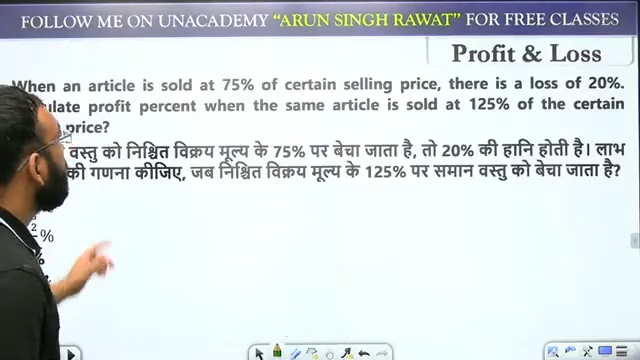 FOLLOW ME ON UNACADEMY “ARUN SINGH RAWAT” FOR FREE CLASSES
Profit & Loss
When an article is sold at 75% of certain selling price, there is a loss of 20%.
percent when the same article is sold at 125% of the certain
price?
वस्तु को निश्चित विक्रय मूल्य के 75% पर बेचा जाता है, तो 20% की हानि होती है। लाभ
की गणना कीजिए, जब निश्चित विक्रय मूल्य के 125% पर समान वस्तु को बेचा जाता है?
%
%